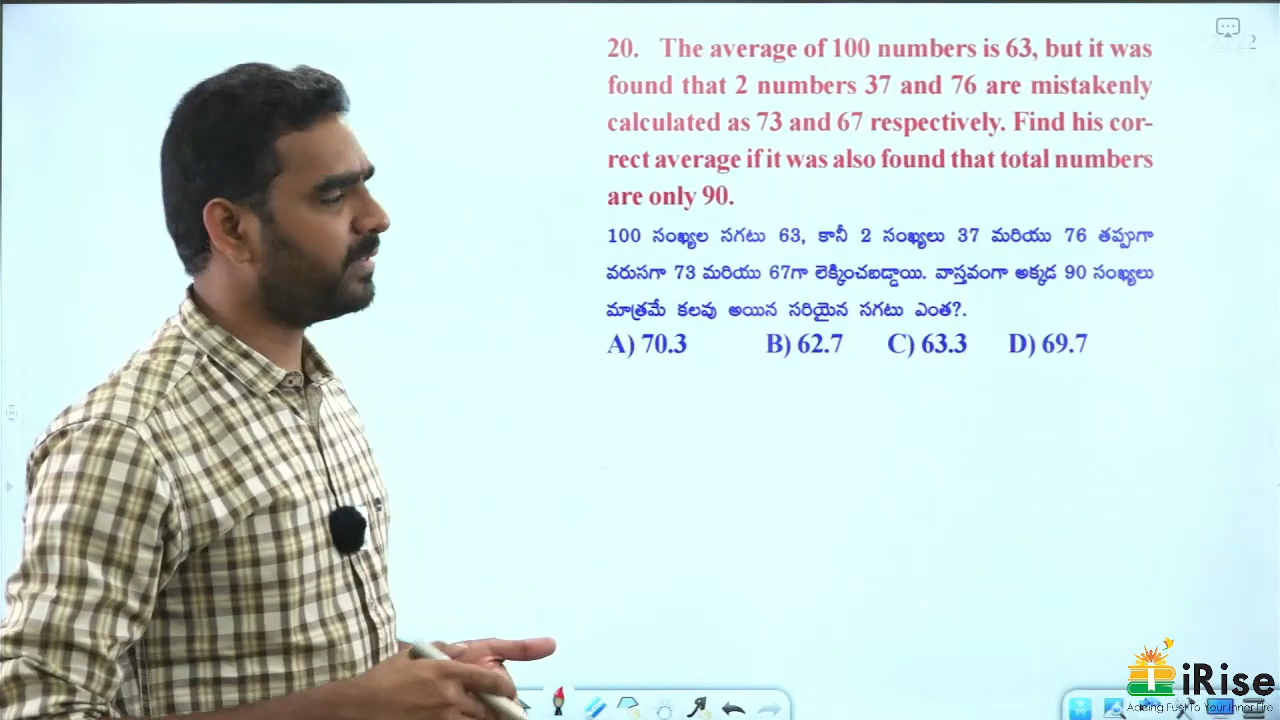 20. The average of 100 numbers is 63, but it was
found that 2 numbers 37 and 76 are mistakenly
calculated as 73 and 67 respectively. Find his cor-
rect average if it was also found that total numbers
are only 90.
100 సంఖ్యల సగటు 63, కానీ 2 సంఖ్యలు 37 మరియు 76 తప్పుగా
వరుసగా 73 మరియు 67గా లెక్కించబడ్డాయి. వాస్తవంగా అక్కడ 90 సంఖ్యలు
మాత్రమే కలవు అయిన సరియైన సగటు ఎంత?.
A) 70.3 B) 62.7 C) 63.3 D) 69.7
iRise
Adding Fuel To Your Inner Fire